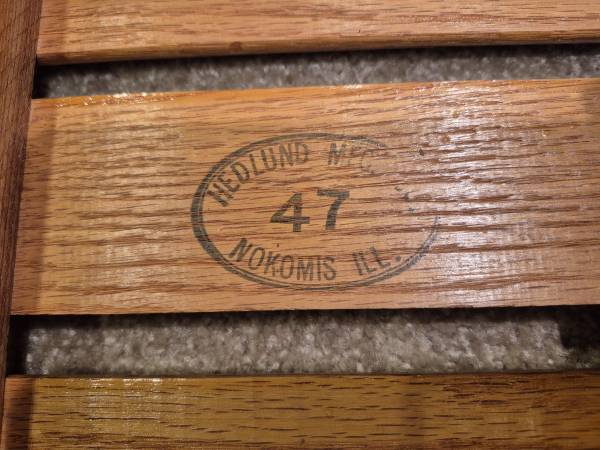 HEDLUND MFG.
47
NOKOMIS ILL.